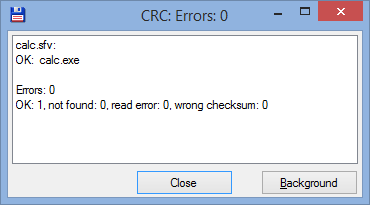 CRC: Errors: 0
calc.sfv:
OK: calc.exe
Errors: 0
OK: 1, not found: 0, read error: 0, wrong checksum: 0
Close
Background